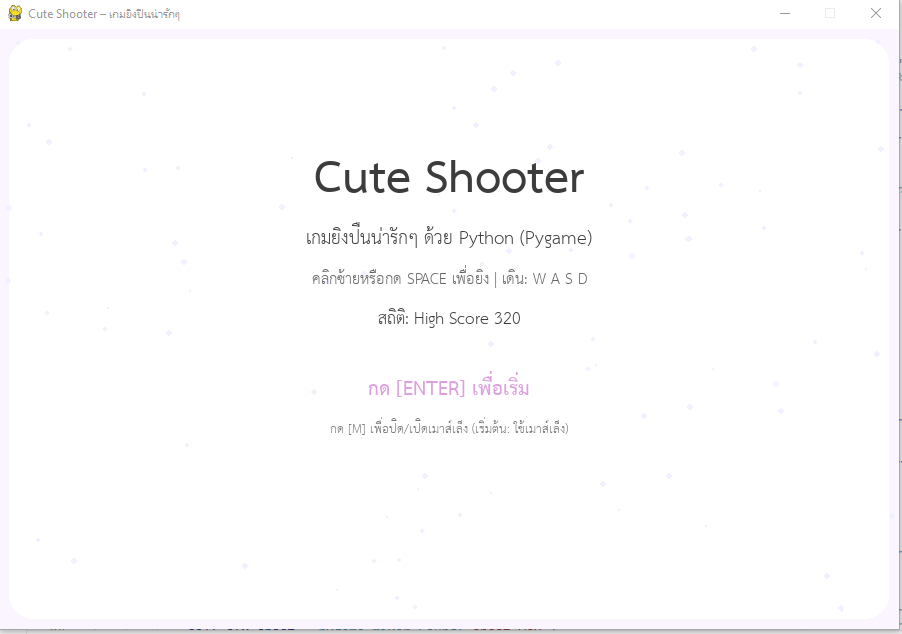 Cute Shooter – เกมยิงปืนน่ารักๆ
Cute Shooter
เกมยิงปืนน่ารักๆ ด้วย Python (Pygame)
คลิกซ้ายหรือกด SPACE เพื่อยิง | เดิน: W A S D
สถิติ: High Score 320
กด [ENTER] เพื่อเริ่ม
กด [M] เพื่อปิด/เปิดเมาส์เล็ง (เริ่มต้น: ใช้เมาส์เล็ง)